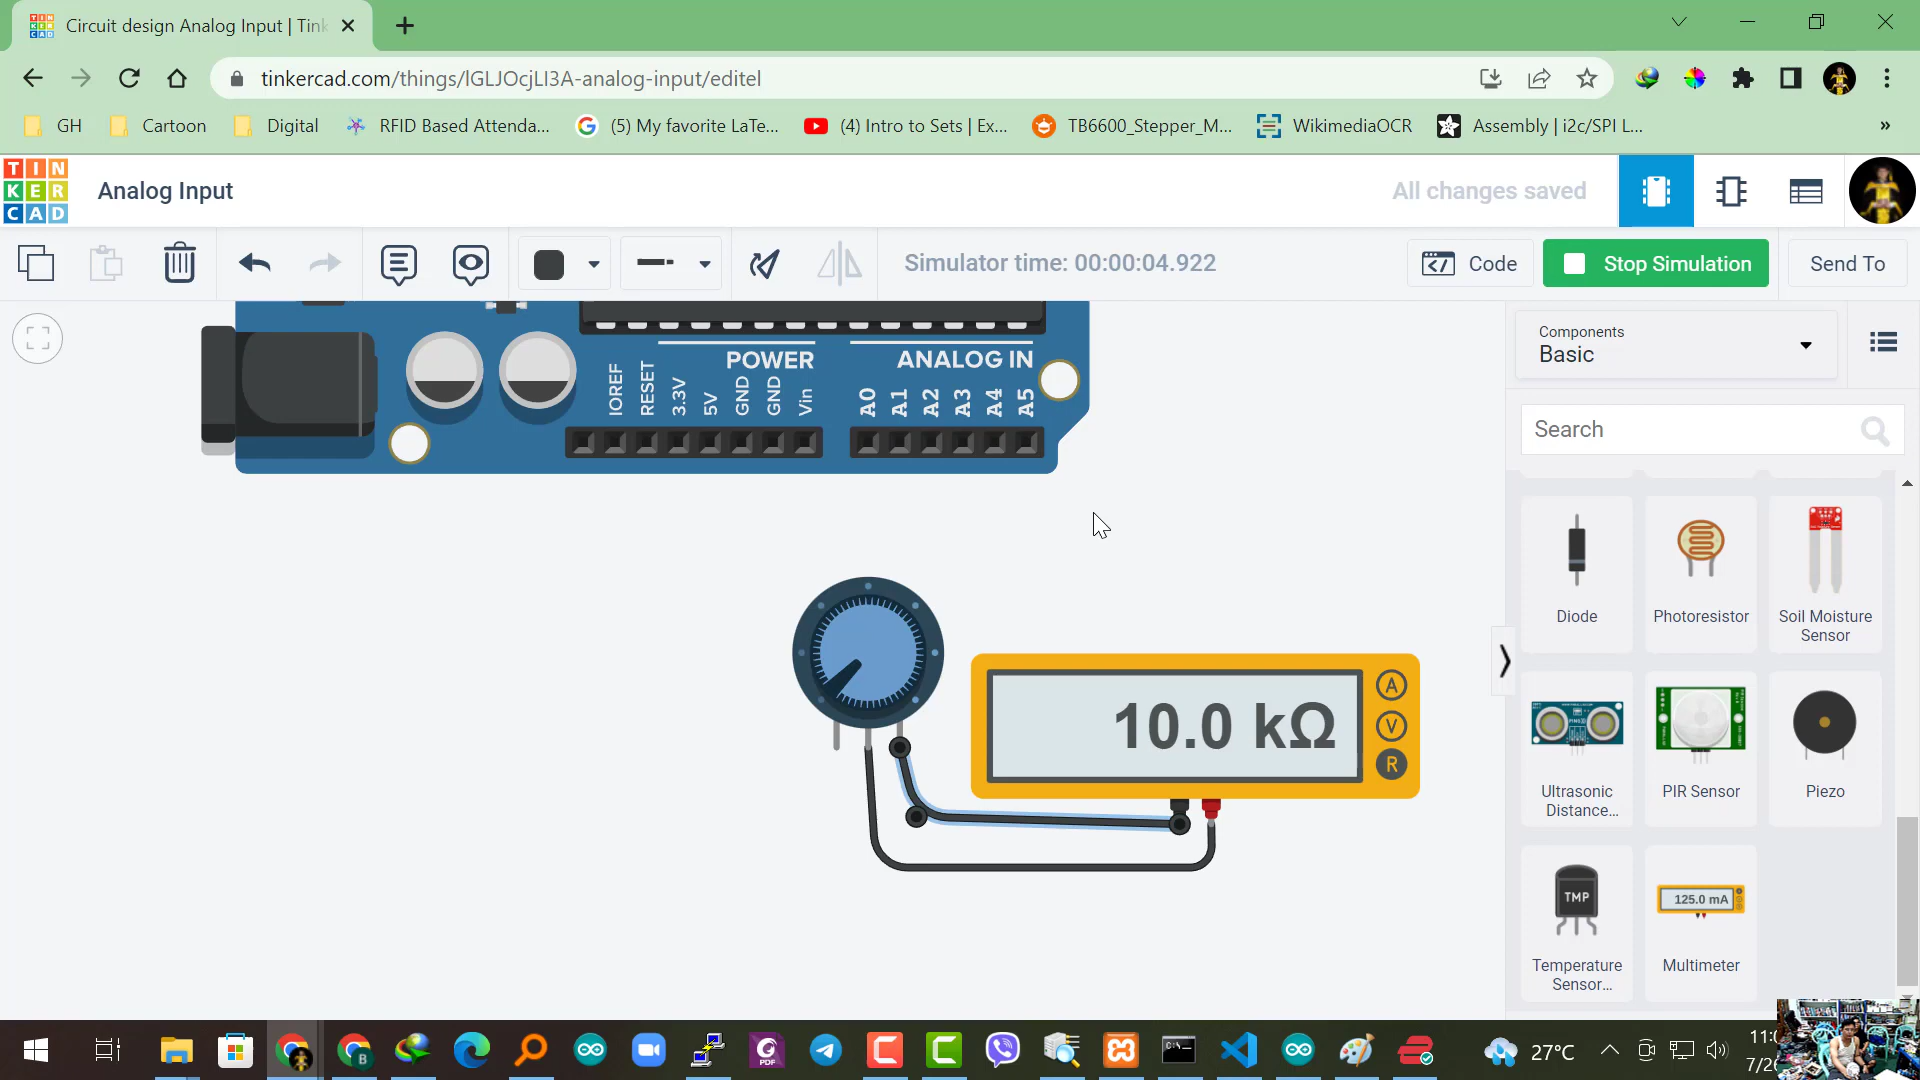 Circuit design Analog Input | Tink
tinkercad.com/things/lGLJOcjLI3A-analog-input/editel
GH
Cartoon
Digital
RFID Based Attenda...
(5) My favorite LaTe...
(4) Intro to Sets | Ex...
TB6600_Stepper_M...
WikimediaOCR
Assembly | i2c/SPI L...
»
TIN
KER
CAD
Analog Input
All changes saved
Simulator time: 00:00:04.922
Code
Stop Simulation
Send To
POWER
ANALOG IN
IOREF
RESET
3.3V
5V
GND
GND
Vin
A0
A1
A2
A3
A4
A5
10.0 kΩ
A
V
R
Components
Basic
Search
Diode
Photoresistor
Soil Moisture
Sensor
Ultrasonic
Distance...
PIR Sensor
Piezo
TMP
Temperature
Sensor...
125.0 mA
Multimeter
B
PDF
27°C